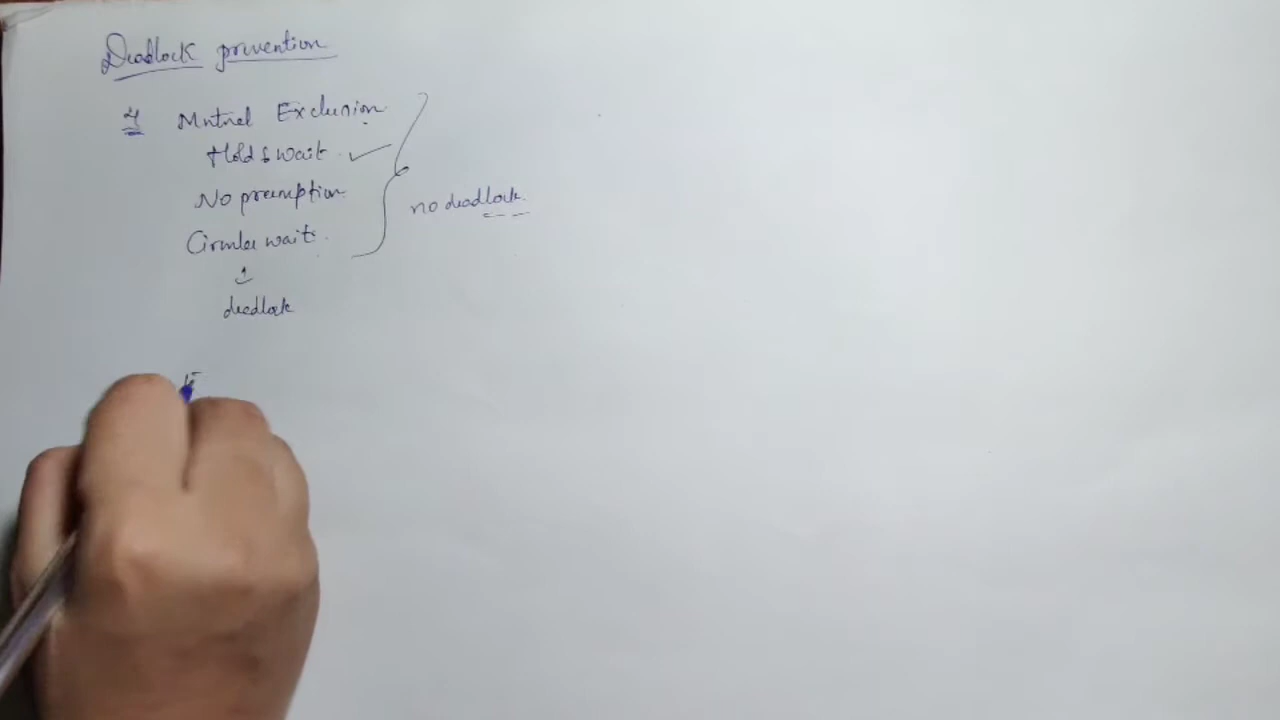 Deadlock prevention
Mutual Exclusion
Hold & wait
No preemption
no deadlock.
Circular wait
deadlock